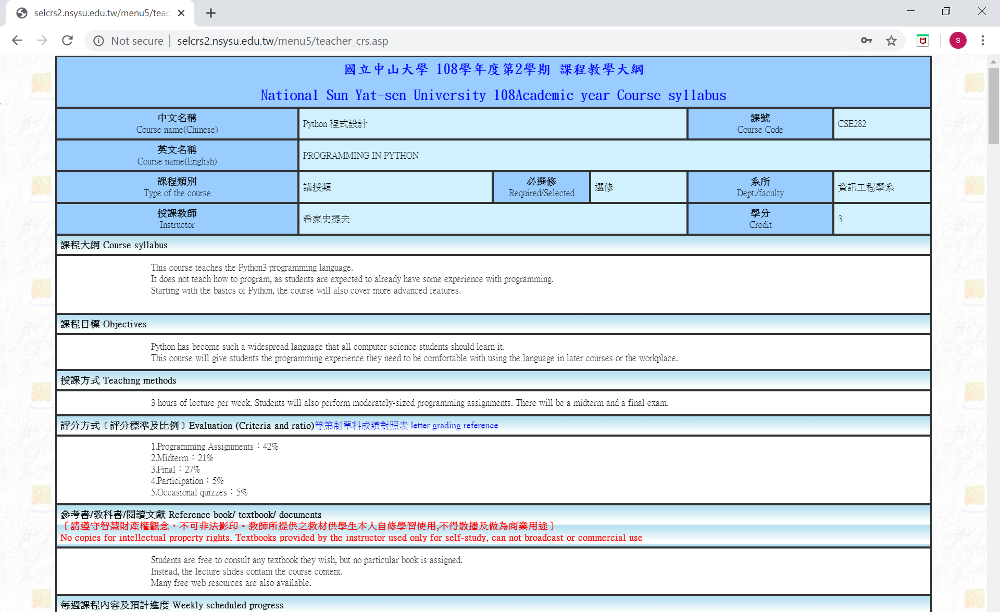 selcrs2.nsysu.edu.tw/menu5/teac
Not secure
selcrs2.nsysu.edu.tw/menu5/teacher_crs.asp
S
國立中山大學 108學年度第2學期 課程教學大綱
National Sun Yat-sen University 108Academic year Course syllabus
中文名稱
Course name(Chinese)
Python 程式設計
課號
Course Code
CSE282
英文名稱
Course name(English)
PROGRAMMING IN PYTHON
課程類別
Type of the course
講授類
必選修
Required/Selected
選修
系所
Dept./faculty
資訊工程學系
授課教師
Instructor
希家史提夫
學分
Credit
3
課程大綱 Course syllabus
This course teaches the Python3 programming language.
It does not teach how to program, as students are expected to already have some experience with programming.
Starting with the basics of Python, the course will also cover more advanced features.
課程目標 Objectives
Python has become such a widespread language that all computer science students should learn it.
This course will give students the programming experience they need to be comfortable with using the language in later courses or the workplace.
授課方式 Teaching methods
3 hours of lecture per week. Students will also perform moderately-sized programming assignments. There will be a midterm and a final exam.
評分方式﹝評分標準及比例﹞Evaluation (Criteria and ratio)等第制單科成績對照表 letter grading reference
1.Programming Assignments：42%
2.Midterm：21%
3.Final：27%
4.Participation：5%
5.Occasional quizzes：5%
參考書/教科書/閱讀文獻 Reference book/ textbook/ documents
〔請遵守智慧財產權觀念，不可非法影印。教師所提供之教材供學生本人自修學習使用,不得散播及做為商業用途〕
No copies for intellectual property rights. Textbooks provided by the instructor used only for self-study, can not broadcast or commercial use
Students are free to consult any textbook they wish, but no particular book is assigned.
Instead, the lecture slides contain the course content.
Many free web resources are also available.
每週課程內容及預計進度 Weekly scheduled progress